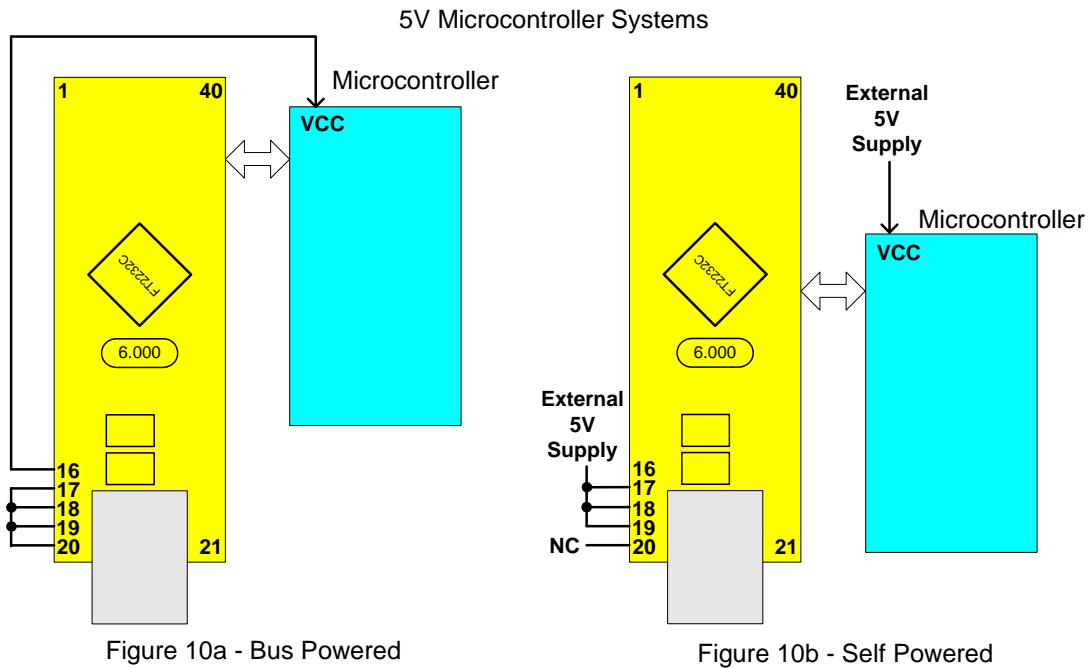 5V Microcontroller Systems
1
40
Microcontroller
VCC
FT2232C
6.000
16
17
18
19
20
21
Figure 10a - Bus Powered
1
40
External
5V
Supply
Microcontroller
VCC
FT2232C
6.000
External
5V
Supply
16
17
18
19
NC
20
21
Figure 10b - Self Powered